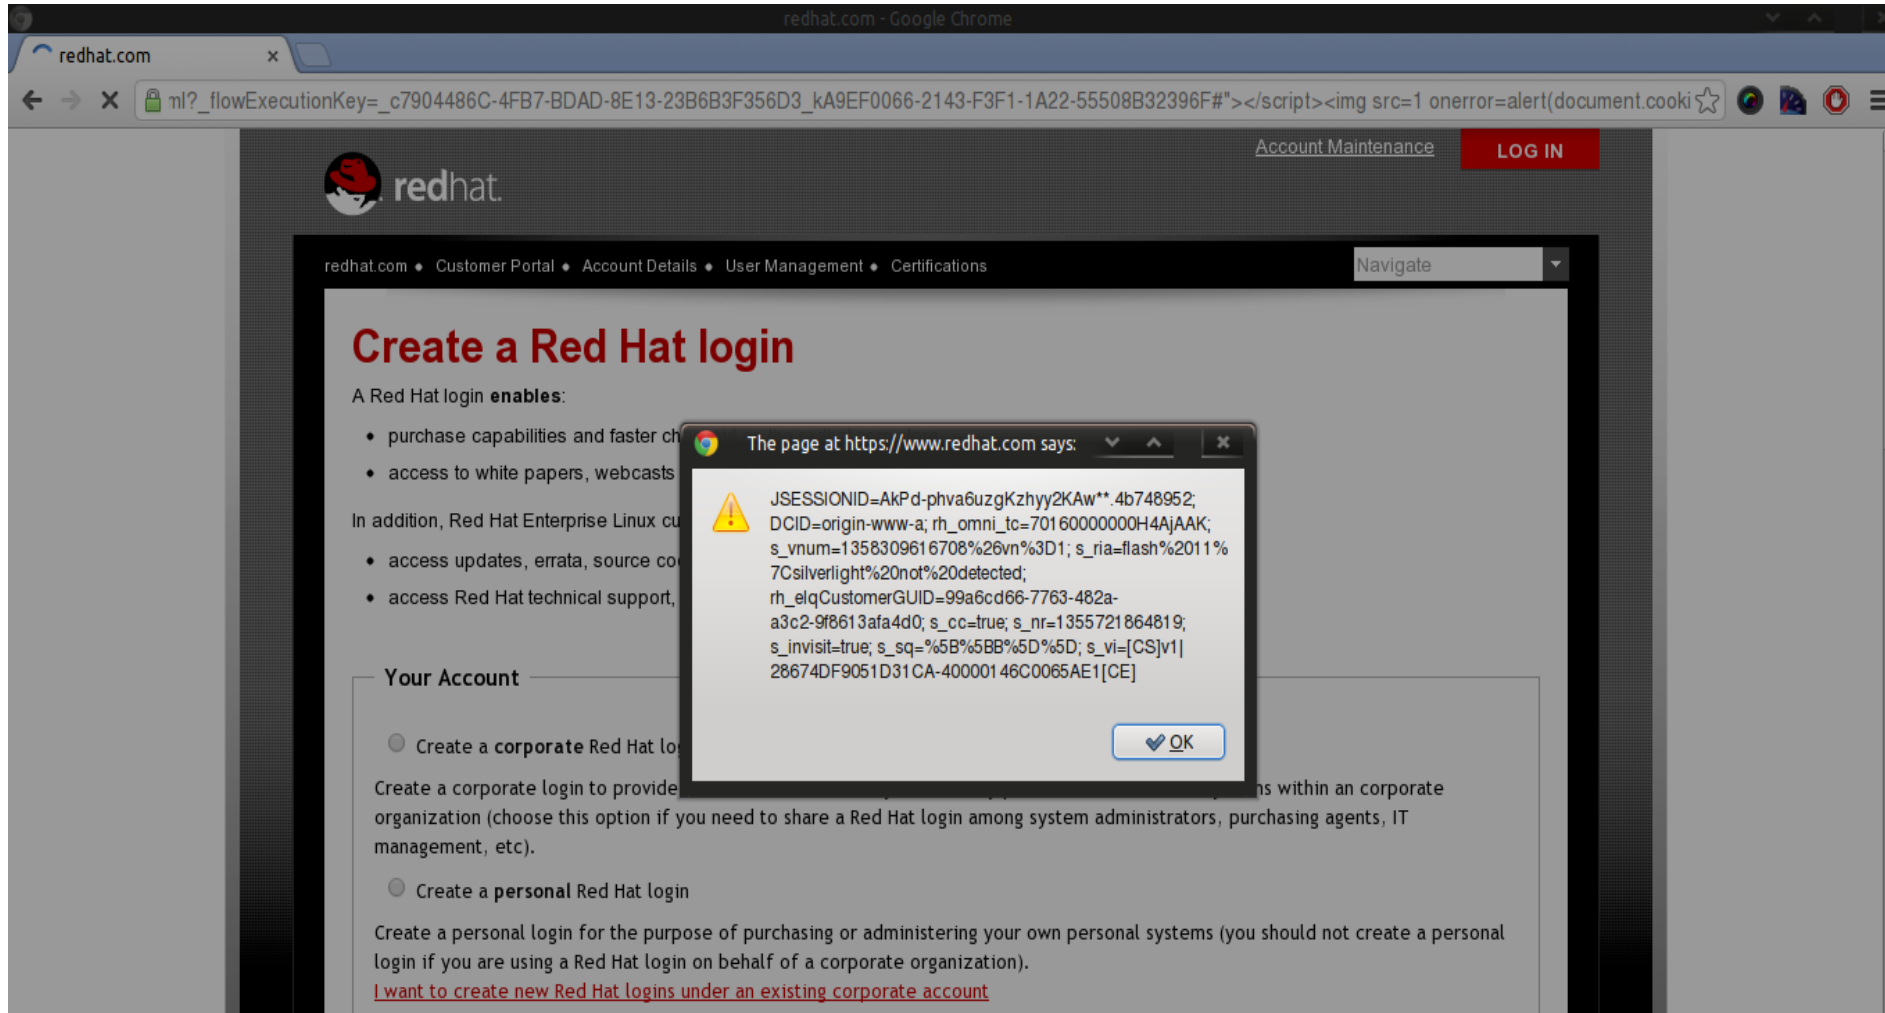 redhat.com - Google Chrome
redhat.com
ml?_flowExecutionKey=_c7904486C-4FB7-BDAD-8E13-23B6B3F356D3_kA9EF0066-2143-F3F1-1A22-55508B32396F#"></script><img src=1 onerror=alert(document.cooki
Account Maintenance
LOG IN
redhat.
redhat.com • Customer Portal • Account Details • User Management • Certifications
Navigate
Create a Red Hat login
A Red Hat login enables:
• purchase capabilities and faster ch
• access to white papers, webcasts
In addition, Red Hat Enterprise Linux cu
• access updates, errata, source co
• access Red Hat technical support,
The page at https://www.redhat.com says:
JSESSIONID=AkPd-phva6uzgKzhyy2KAw**.4b748952;
DCID=origin-www-a; rh_omni_tc=70160000000H4AjAAK;
s_vnum=1358309616708%26vn%3D1; s_ria=flash%2011%
7Csilverlight%20not%20detected;
rh_elqCustomerGUID=99a6cd66-7763-482a-
a3c2-9f8613afa4d0; s_cc=true; s_nr=1355721864819;
s_invisit=true; s_sq=%5B%5BB%5D%5D; s_vi=[CS]v1|
28674DF9051D31CA-40000146C0065AE1[CE]
OK
Your Account
Create a corporate Red Hat log
Create a corporate login to provide
ns within an corporate
organization (choose this option if you need to share a Red Hat login among system administrators, purchasing agents, IT
management, etc).
Create a personal Red Hat login
Create a personal login for the purpose of purchasing or administering your own personal systems (you should not create a personal
login if you are using a Red Hat login on behalf of a corporate organization).
I want to create new Red Hat logins under an existing corporate account